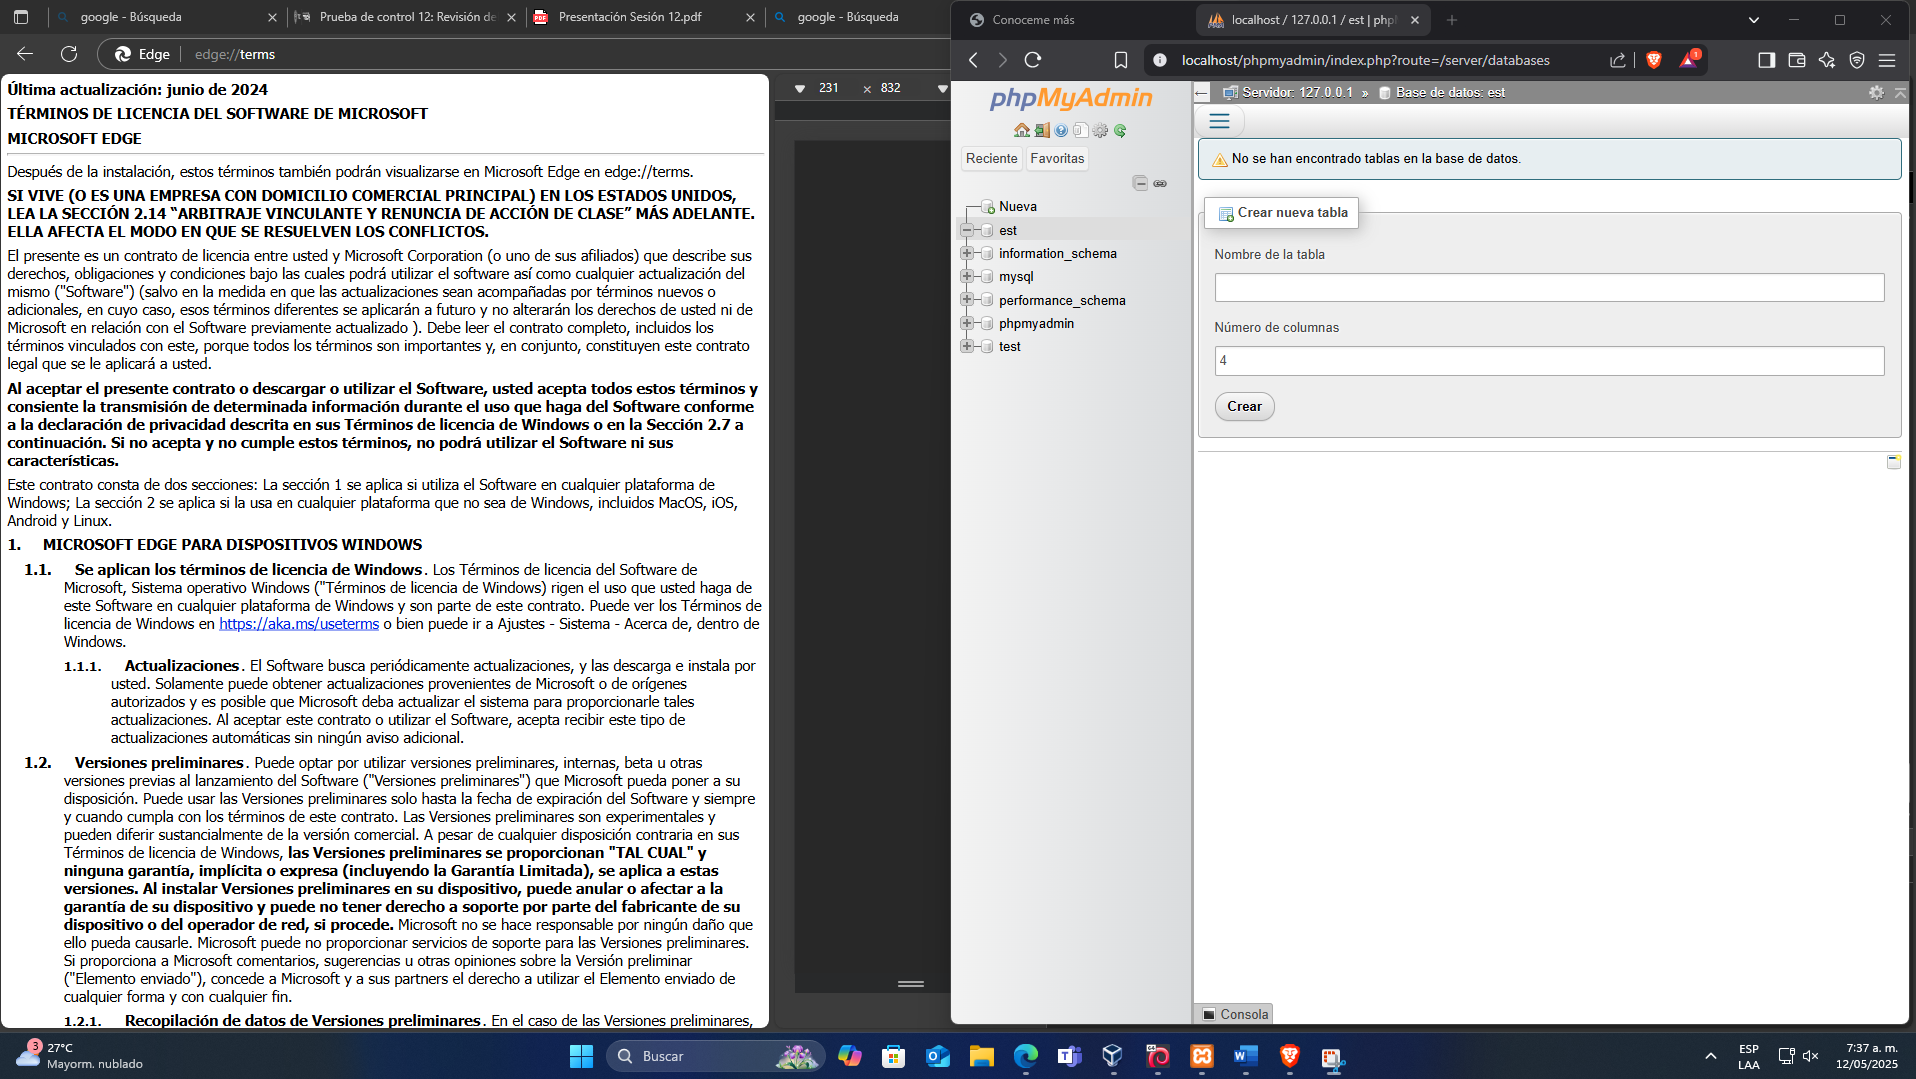 google - Búsqueda
Prueba de control 12: Revisión de
Presentación Sesión 12.pdf
google - Búsqueda
Edge
edge://terms
Última actualización: junio de 2024
TÉRMINOS DE LICENCIA DEL SOFTWARE DE MICROSOFT
MICROSOFT EDGE
Después de la instalación, estos términos también podrán visualizarse en Microsoft Edge en edge://terms.
SI VIVE (O ES UNA EMPRESA CON DOMICILIO COMERCIAL PRINCIPAL) EN LOS ESTADOS UNIDOS,
LEA LA SECCIÓN 2.14 “ARBITRAJE VINCULANTE Y RENUNCIA DE ACCIÓN DE CLASE” MÁS ADELANTE.
ELLA AFECTA EL MODO EN QUE SE RESUELVEN LOS CONFLICTOS.
El presente es un contrato de licencia entre usted y Microsoft Corporation (o uno de sus afiliados) que describe sus
derechos, obligaciones y condiciones bajo las cuales podrá utilizar el software así como cualquier actualización del
mismo ("Software") (salvo en la medida en que las actualizaciones sean acompañadas por términos nuevos o
adicionales, en cuyo caso, esos términos diferentes se aplicarán a futuro y no alterarán los derechos de usted ni de
Microsoft en relación con el Software previamente actualizado ). Debe leer el contrato completo, incluidos los
términos vinculados con este, porque todos los términos son importantes y, en conjunto, constituyen este contrato
legal que se le aplicará a usted.
Al aceptar el presente contrato o descargar o utilizar el Software, usted acepta todos estos términos y
consiente la transmisión de determinada información durante el uso que haga del Software conforme
a la declaración de privacidad descrita en sus Términos de licencia de Windows o en la Sección 2.7 a
continuación. Si no acepta y no cumple estos términos, no podrá utilizar el Software ni sus
características.
Este contrato consta de dos secciones: La sección 1 se aplica si utiliza el Software en cualquier plataforma de
Windows; La sección 2 se aplica si la usa en cualquier plataforma que no sea de Windows, incluidos MacOS, iOS,
Android y Linux.
1. MICROSOFT EDGE PARA DISPOSITIVOS WINDOWS
1.1. Se aplican los términos de licencia de Windows. Los Términos de licencia del Software de
Microsoft, Sistema operativo Windows ("Términos de licencia de Windows) rigen el uso que usted haga de
este Software en cualquier plataforma de Windows y son parte de este contrato. Puede ver los Términos de
licencia de Windows en https://aka.ms/useterms o bien puede ir a Ajustes - Sistema - Acerca de, dentro de
Windows.
1.1.1. Actualizaciones. El Software busca periódicamente actualizaciones, y las descarga e instala por
usted. Solamente puede obtener actualizaciones provenientes de Microsoft o de orígenes
autorizados y es posible que Microsoft deba actualizar el sistema para proporcionarle tales
actualizaciones. Al aceptar este contrato o utilizar el Software, acepta recibir este tipo de
actualizaciones automáticas sin ningún aviso adicional.
1.2. Versiones preliminares. Puede optar por utilizar versiones preliminares, internas, beta u otras
versiones previas al lanzamiento del Software ("Versiones preliminares") que Microsoft pueda poner a su
disposición. Puede usar las Versiones preliminares solo hasta la fecha de expiración del Software y siempre
y cuando cumpla con los términos de este contrato. Las Versiones preliminares son experimentales y
pueden diferir sustancialmente de la versión comercial. A pesar de cualquier disposición contraria en sus
Términos de licencia de Windows, las Versiones preliminares se proporcionan "TAL CUAL" y
ninguna garantía, implícita o expresa (incluyendo la Garantía Limitada), se aplica a estas
versiones. Al instalar Versiones preliminares en su dispositivo, puede anular o afectar a la
garantía de su dispositivo y puede no tener derecho a soporte por parte del fabricante de su
dispositivo o del operador de red, si procede. Microsoft no se hace responsable por ningún daño que
ello pueda causarle. Microsoft puede no proporcionar servicios de soporte para las Versiones preliminares.
Si proporciona a Microsoft comentarios, sugerencias u otras opiniones sobre la Versión preliminar
("Elemento enviado"), concede a Microsoft y a sus partners el derecho a utilizar el Elemento enviado de
cualquier forma y con cualquier fin.
1.2.1. Recopilación de datos de Versiones preliminares. En el caso de las Versiones preliminares,
231 × 832
Conoceme más
localhost / 127.0.0.1 / est | php
localhost/phpmyadmin/index.php?route=/server/databases
1
phpMyAdmin
Reciente
Favoritas
Nueva
est
information_schema
mysql
performance_schema
phpmyadmin
test
Servidor: 127.0.0.1 » Base de datos: est
No se han encontrado tablas en la base de datos.
Crear nueva tabla
Nombre de la tabla
Número de columnas
4
Crear
Consola
3
27°C
Mayorm. nublado
Buscar
64
ESP
LAA
7:37 a. m.
12/05/2025